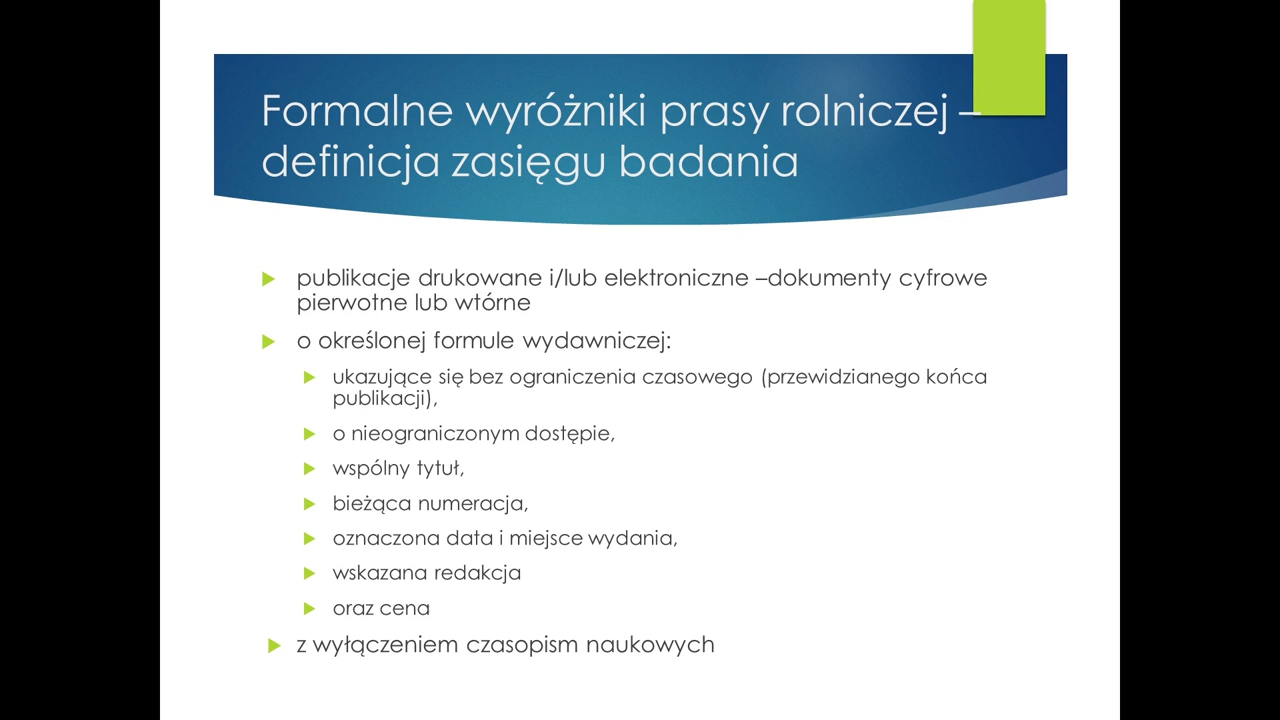 Formalne wyróżniki prasy rolniczej –
definicja zasięgu badania
publikacje drukowane i/lub elektroniczne –dokumenty cyfrowe
pierwotne lub wtórne
o określonej formule wydawniczej:
ukazujące się bez ograniczenia czasowego (przewidzianego końca
publikacji),
o nieograniczonym dostępie,
wspólny tytuł,
bieżąca numeracja,
oznaczona data i miejsce wydania,
wskazana redakcja
oraz cena
z wyłączeniem czasopism naukowych